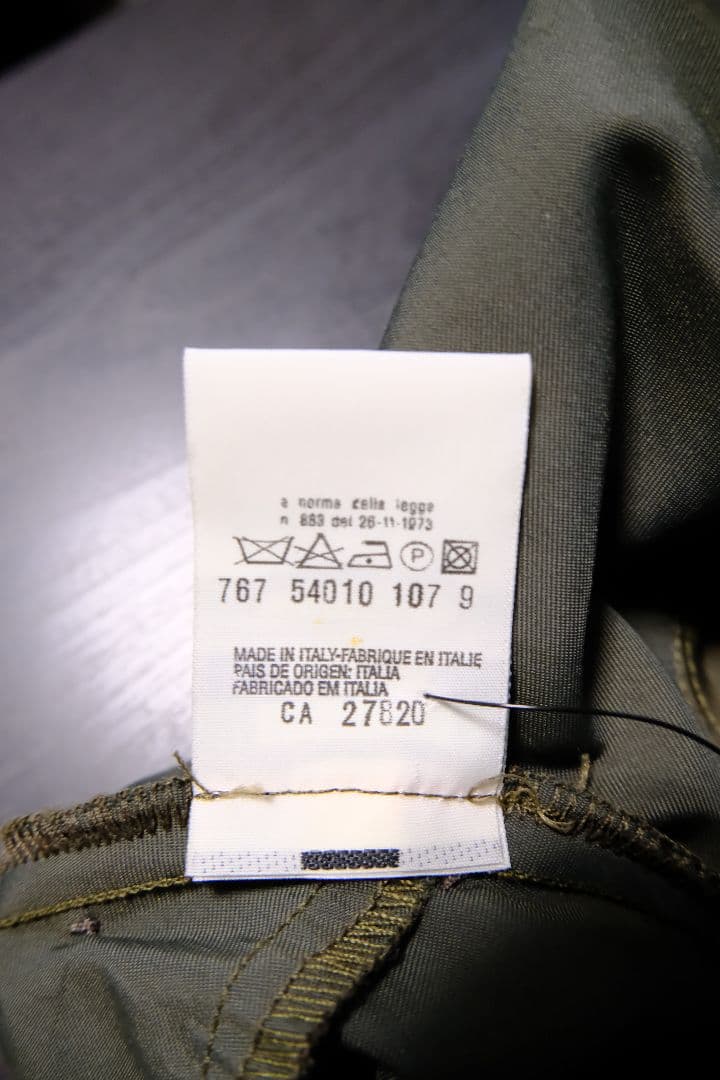 a norma della legge
n 883 del 26-11-1973
P
767 54010 107 9
MADE IN ITALY-FABRIQUE EN ITALIE
PAIS DE ORIGEN: ITALIA
FABRICADO EM ITALIA
CA 27820